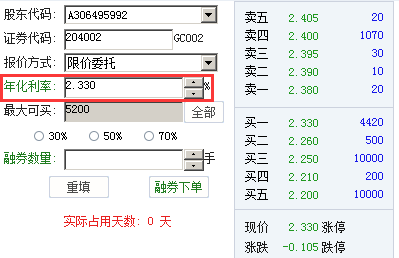 股东代码: A306495992
证券代码: 204002 GC002
报价方式: 限价委托
年化利率: 2.330 %
最大可买: 5200 全部
30% 50% 70%
融券数量: 手
重填 融券下单
实际占用天数: 0 天
卖五 2.405 20
卖四 2.400 1070
卖三 2.395 30
卖二 2.390 10
卖一 2.380 20
买一 2.330 4420
买二 2.260 500
买三 2.250 10000
买四 2.210 200
买五 2.200 10000
现价 2.330 涨停
涨跌 -0.105 跌停